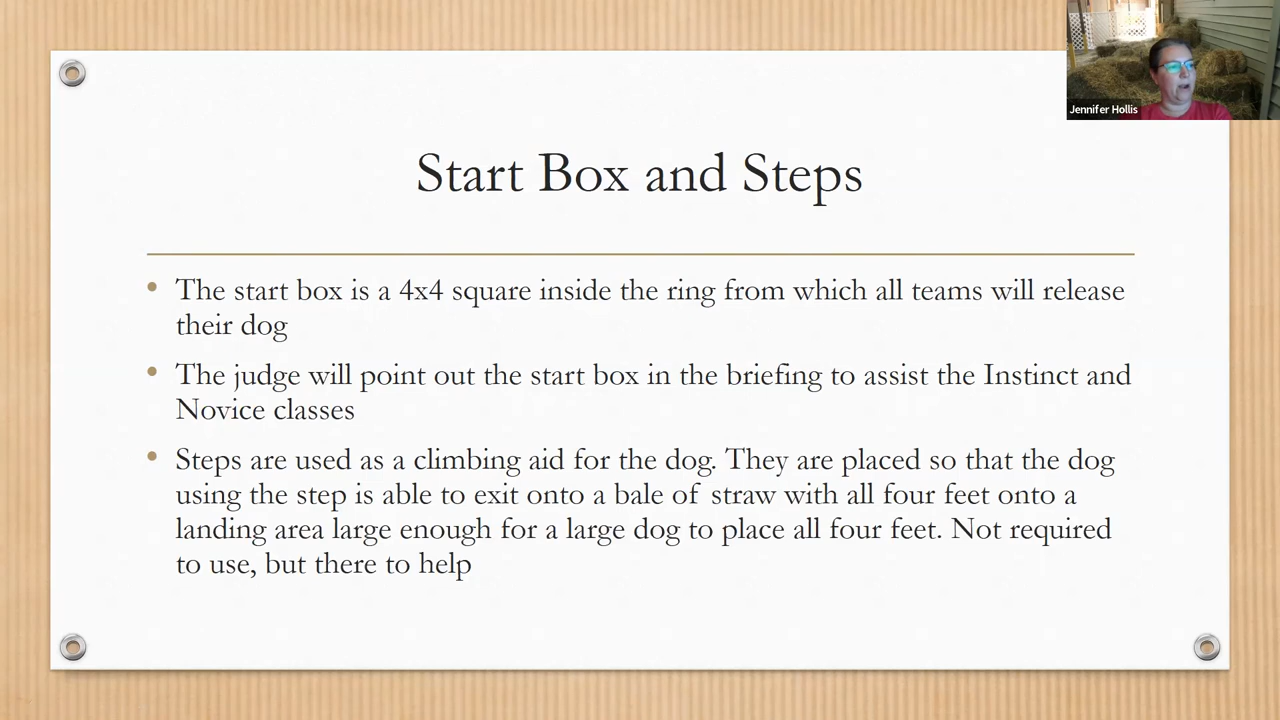 Jennifer Hollis
Start Box and Steps
• The start box is a 4x4 square inside the ring from which all teams will release
their dog
• The judge will point out the start box in the briefing to assist the Instinct and
Novice classes
• Steps are used as a climbing aid for the dog. They are placed so that the dog
using the step is able to exit onto a bale of straw with all four feet onto a
landing area large enough for a large dog to place all four feet. Not required
to use, but there to help